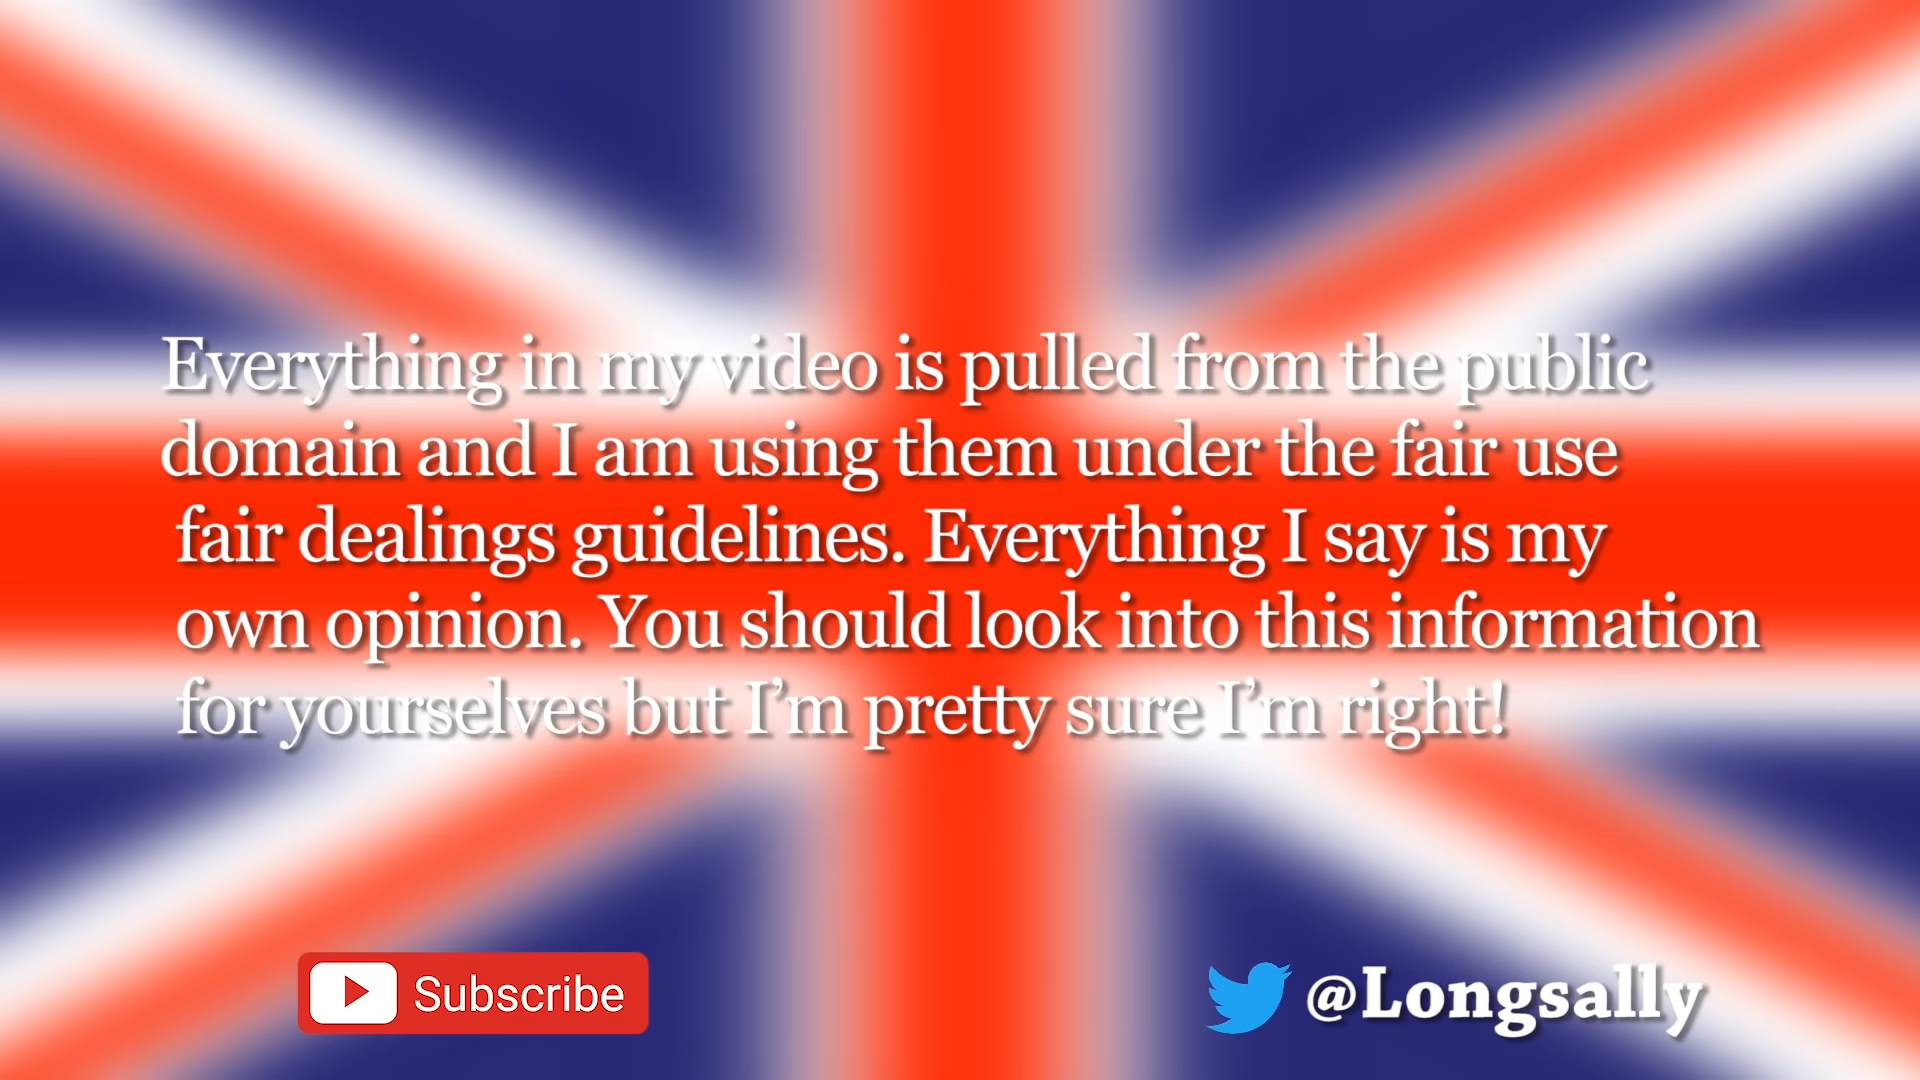 Everything in my video is pulled from the public
domain and I am using them under the fair use
fair dealings guidelines. Everything I say is my
own opinion. You should look into this information
for yourselves but I’m pretty sure I’m right!
Subscribe
@Longsally